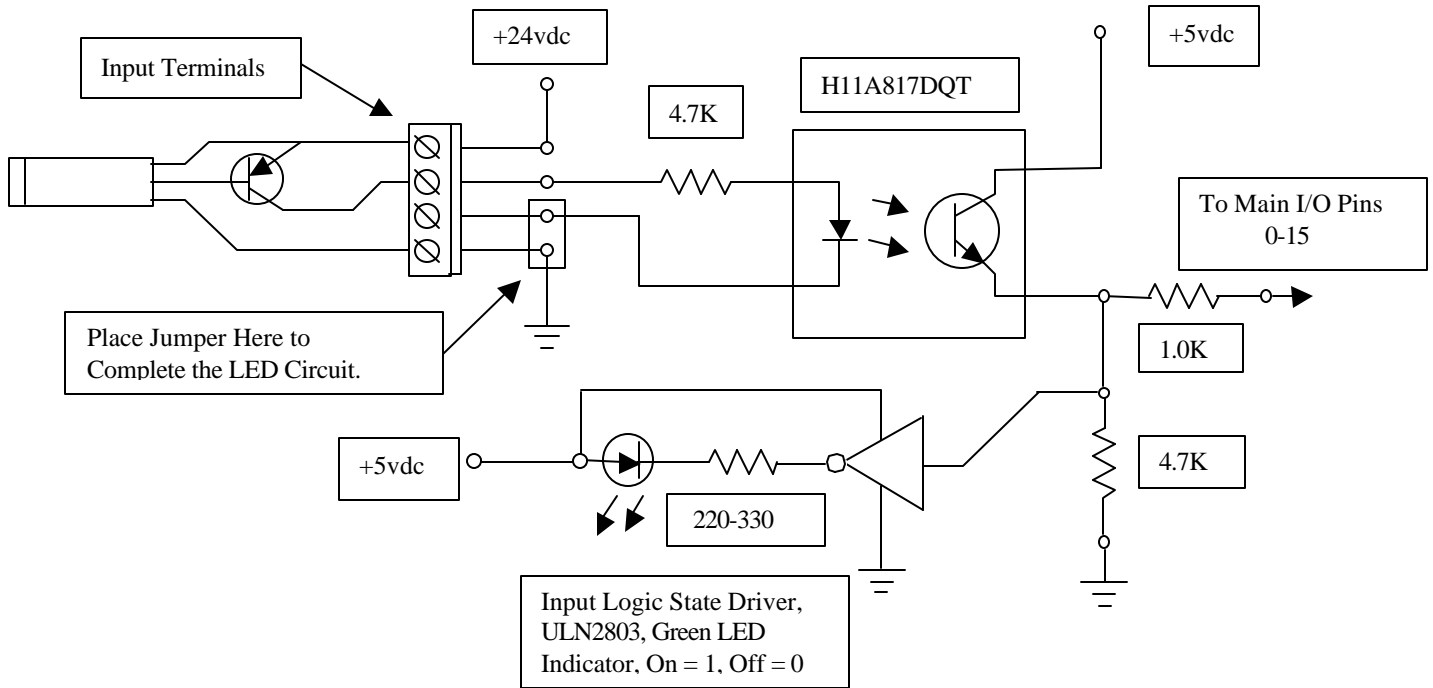 +24vdc
+5vdc
Input Terminals
H11A817DQT
4.7K
To Main I/O Pins
0-15
Place Jumper Here to
Complete the LED Circuit.
1.0K
+5vdc
4.7K
220-330
Input Logic State Driver,
ULN2803, Green LED
Indicator, On = 1, Off = 0